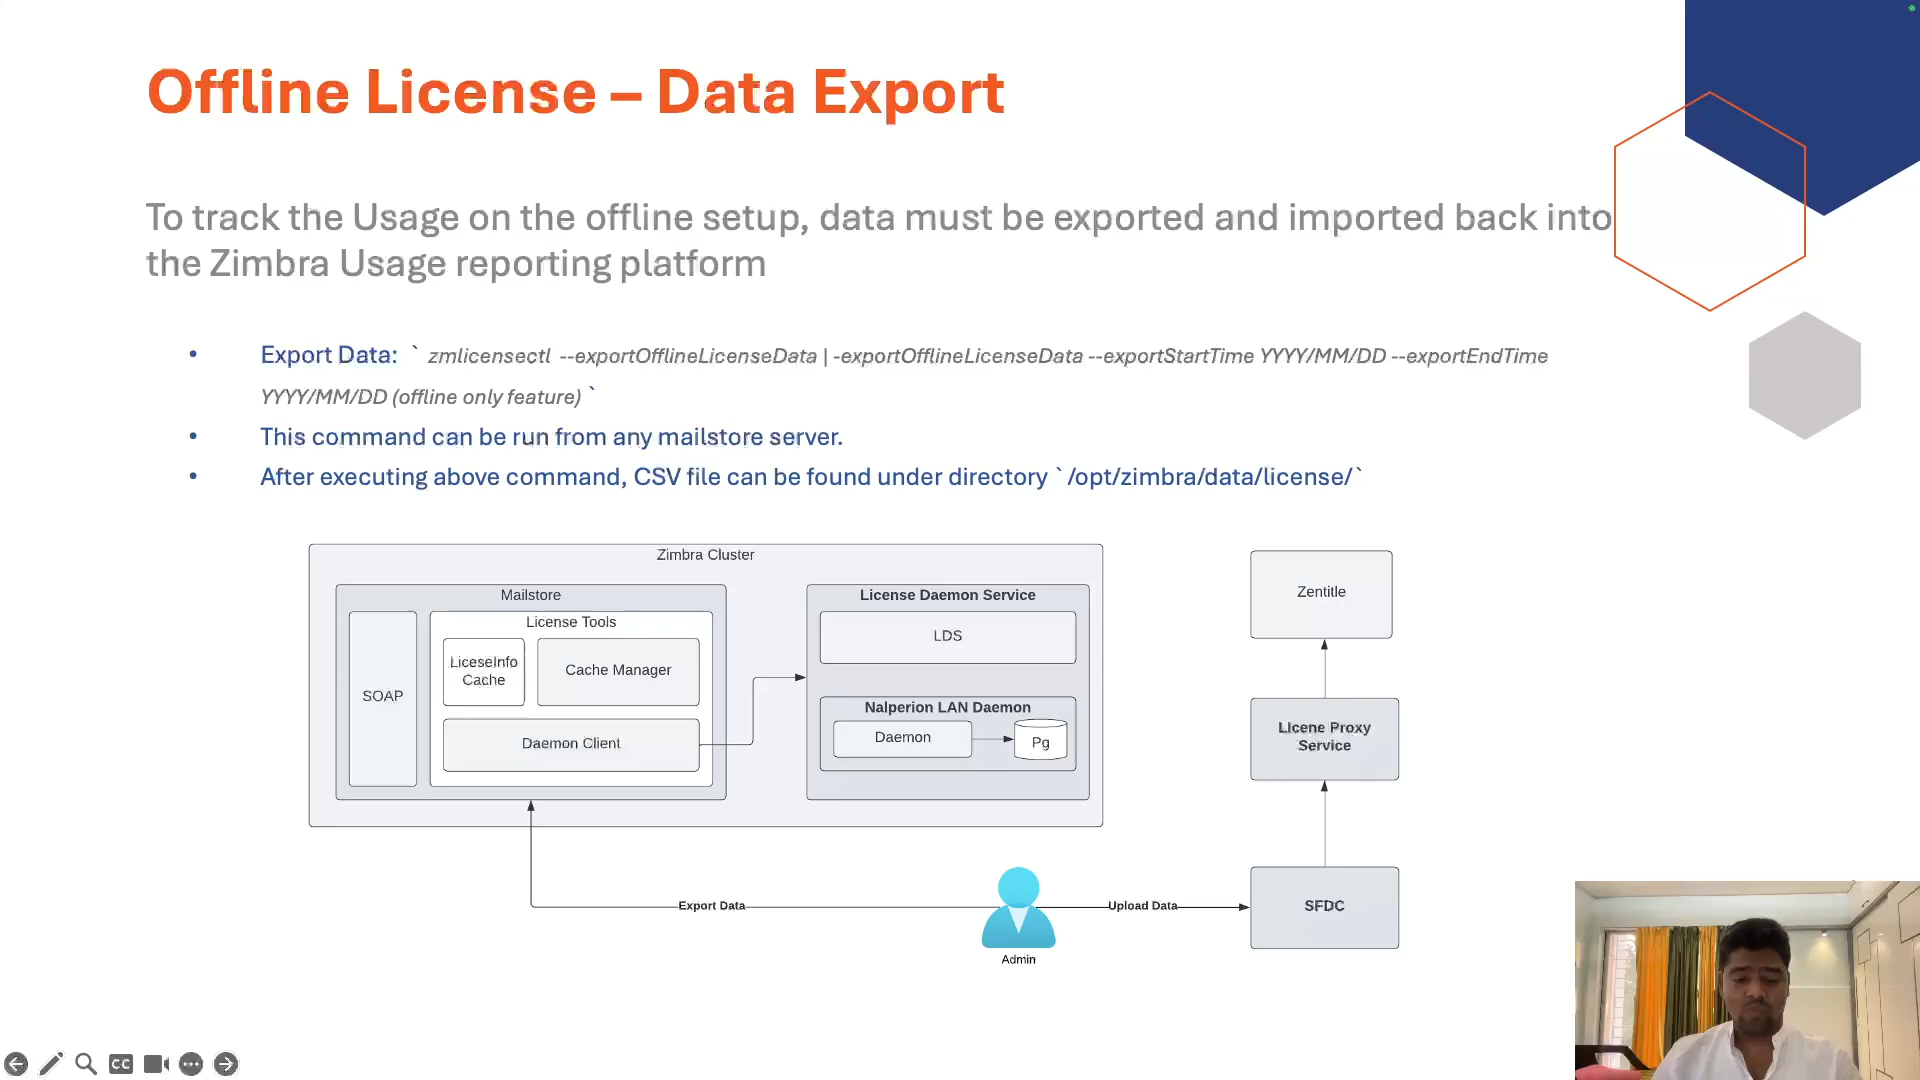 Offline License – Data Export
To track the Usage on the offline setup, data must be exported and imported back into
the Zimbra Usage reporting platform
• Export Data: ` zmlicensectl --exportOfflineLicenseData | -exportOfflineLicenseData --exportStartTime YYYY/MM/DD --exportEndTime
YYYY/MM/DD (offline only feature) `
• This command can be run from any mailstore server.
• After executing above command, CSV file can be found under directory `/opt/zimbra/data/license/`
Zimbra Cluster
Mailstore
SOAP
License Tools
LiceseInfo
Cache
Cache Manager
Daemon Client
License Daemon Service
LDS
Nalperion LAN Daemon
Daemon
Pg
Zentitle
LIcene Proxy
Service
SFDC
Export Data
Upload Data
Admin
CC